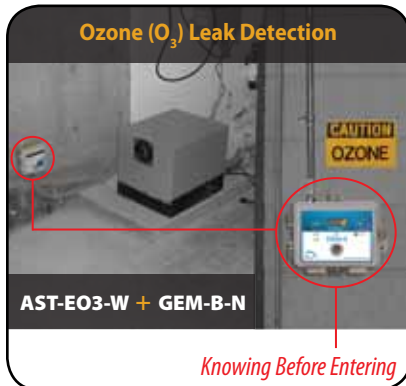 Ozone (O₃) Leak Detection
CAUTION
OZONE
AST-EO3-W + GEM-B-N
Knowing Before Entering